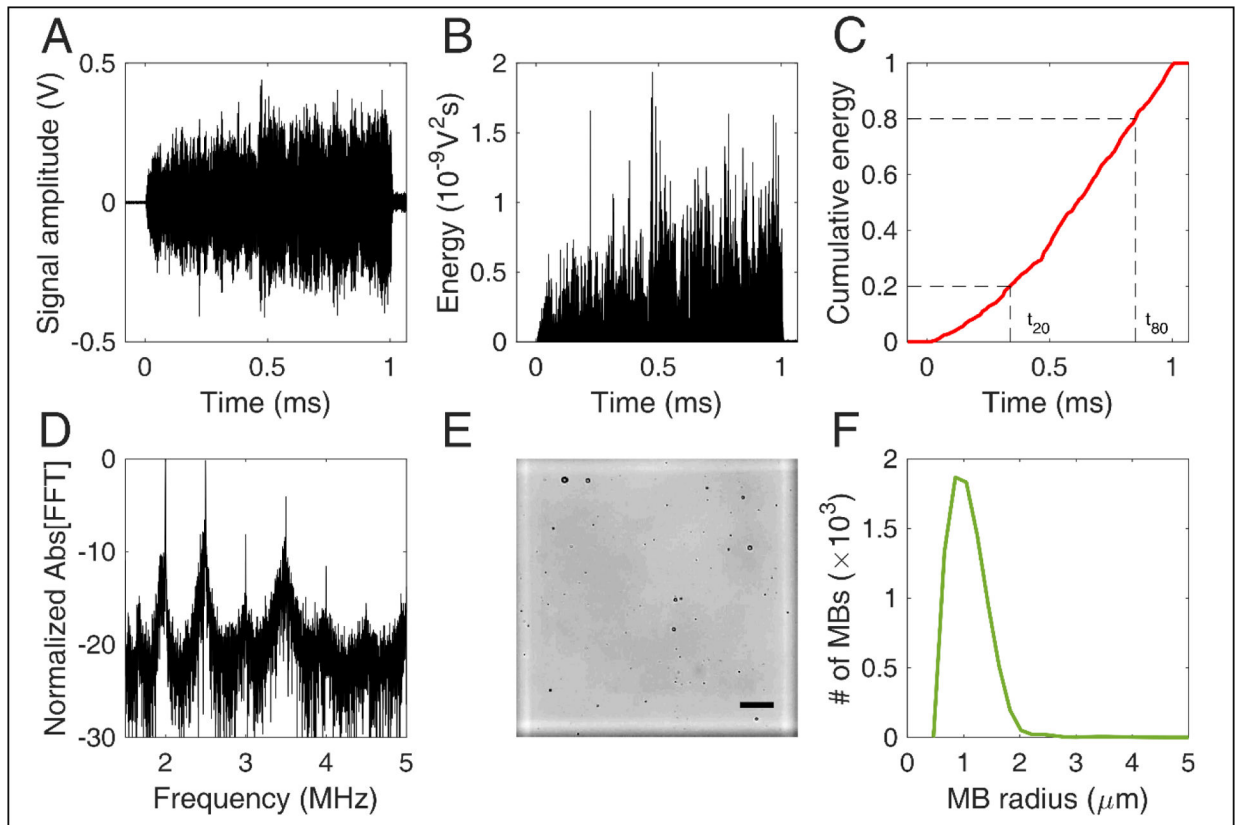 A
Signal amplitude (V)
0.5
0
-0.5
0
0.5
1
Time (ms)
B
Energy (10⁻⁹V²s)
2
1.5
1
0.5
0
0
0.5
1
Time (ms)
C
Cumulative energy
1
0.8
0.6
0.4
0.2
0
t₂₀
t₈₀
0
0.5
1
Time (ms)
D
Normalized Abs[FFT]
0
-10
-20
-30
2
3
4
5
Frequency (MHz)
E
F
# of MBs (×10³)
2
1.5
1
0.5
0
0
1
2
3
4
5
MB radius (μm)